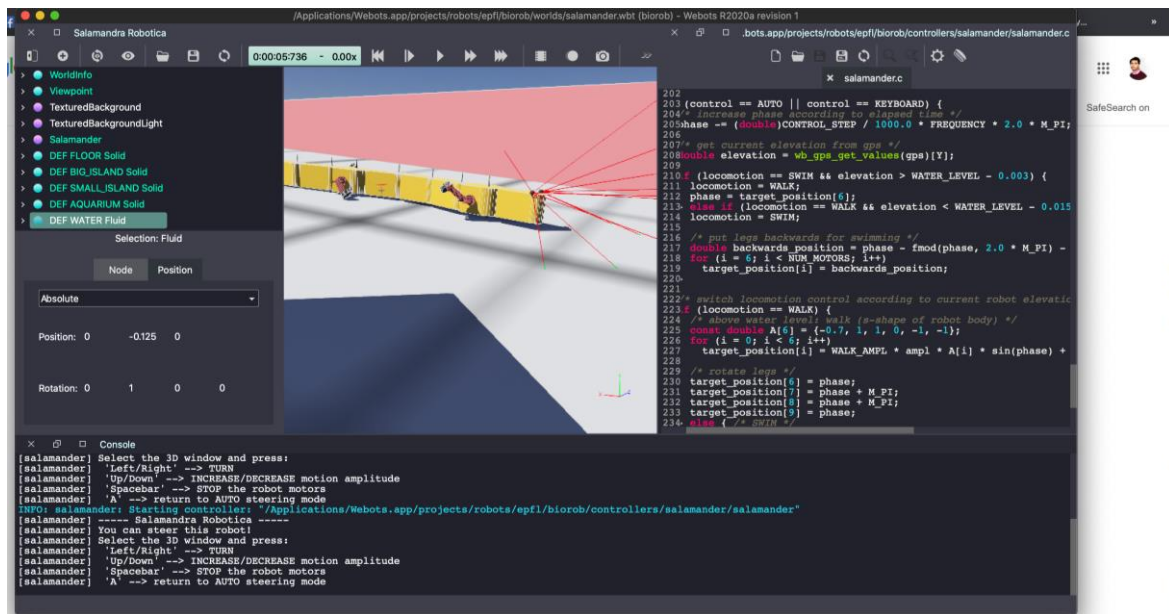 /Applications/Webots.app/projects/robots/epfl/biorob/worlds/salamander.wbt (biorob) - Webots R2020a revision 1
Salamandra Robotica
.bots.app/projects/robots/epfl/biorob/controllers/salamander/salamander.c
0:00:05:736 - 0.00x
SafeSearch on
salamander.c
WorldInfo
Viewpoint
TexturedBackground
TexturedBackgroundLight
Salamander
DEF FLOOR Solid
DEF BIG_ISLAND Solid
DEF SMALL_ISLAND Solid
DEF AQUARIUM Solid
DEF WATER Fluid
Selection: Fluid
Node Position
Absolute
Position: 0 -0.125 0
Rotation: 0 1 0 0
202
203 (control == AUTO || control == KEYBOARD) {
204 /* increase phase according to elapsed time */
205 phase -= (double)CONTROL_STEP / 1000.0 * FREQUENCY * 2.0 * M_PI;
206
207 /* get current elevation from gps */
208 double elevation = wb_gps_get_values(gps)[Y];
209
210 f (locomotion == SWIM && elevation > WATER_LEVEL - 0.003) {
211 locomotion = WALK;
212 phase = target_position[6];
213 else if (locomotion == WALK && elevation < WATER_LEVEL - 0.015
214 locomotion = SWIM;
215
216 /* put legs backwards for swimming */
217 double backwards_position = phase - fmod(phase, 2.0 * M_PI) -
218 for (i = 6; i < NUM_MOTORS; i++)
219 target_position[i] = backwards_position;
220
221
222 /* switch locomotion control according to current robot elevatio
223 f (locomotion == WALK) {
224 /* above water level: walk (s-shape of robot body) */
225 const double A[6] = {-0.7, 1, 1, 0, -1, -1};
226 for (i = 0; i < 6; i++)
227 target_position[i] = WALK_AMPL * ampl * A[i] * sin(phase) +
228
229 /* rotate legs */
230 target_position[6] = phase;
231 target_position[7] = phase + M_PI;
232 target_position[8] = phase + M_PI;
233 target_position[9] = phase;
234 else { /* SWIM */
Console
[salamander] Select the 3D window and press:
[salamander] 'Left/Right' --> TURN
[salamander] 'Up/Down' --> INCREASE/DECREASE motion amplitude
[salamander] 'Spacebar' --> STOP the robot motors
[salamander] 'A' --> return to AUTO steering mode
INFO: salamander: Starting controller: "/Applications/Webots.app/projects/robots/epfl/biorob/controllers/salamander/salamander"
[salamander] ----- Salamandra Robotica -----
[salamander] You can steer this robot!
[salamander] Select the 3D window and press:
[salamander] 'Left/Right' --> TURN
[salamander] 'Up/Down' --> INCREASE/DECREASE motion amplitude
[salamander] 'Spacebar' --> STOP the robot motors
[salamander] 'A' --> return to AUTO steering mode